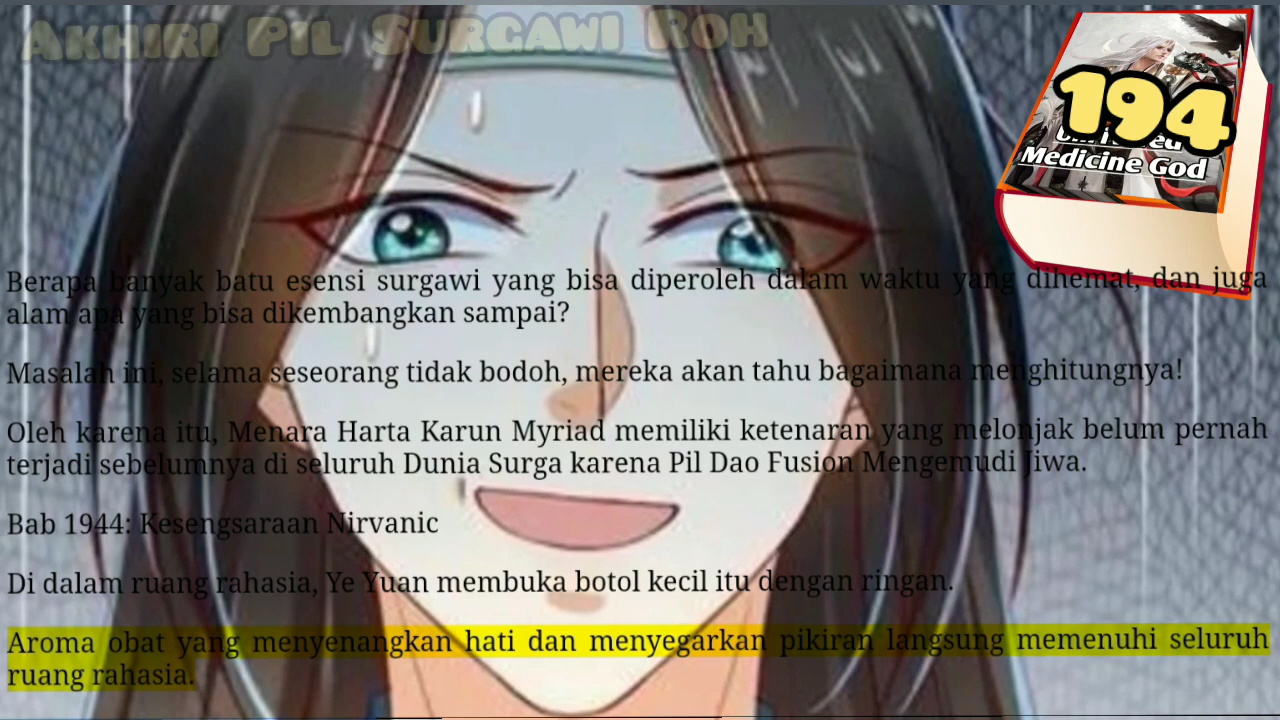 Akhiri Pil Surgawi Roh
194
Medicine God
Berapa banyak batu esensi surgawi yang bisa diperoleh dalam waktu yang dihemat, dan juga
alam apa yang bisa dikembangkan sampai?
Masalah ini, selama seseorang tidak bodoh, mereka akan tahu bagaimana menghitungnya!
Oleh karena itu, Menara Harta Karun Myriad memiliki ketenaran yang melonjak belum pernah
terjadi sebelumnya di seluruh Dunia Surga karena Pil Dao Fusion Mengemudi Jiwa.
Bab 1944: Kesengsaraan Nirvanic
Di dalam ruang rahasia, Ye Yuan membuka botol kecil itu dengan ringan.
Aroma obat yang menyenangkan hati dan menyegarkan pikiran langsung memenuhi seluruh
ruang rahasia.